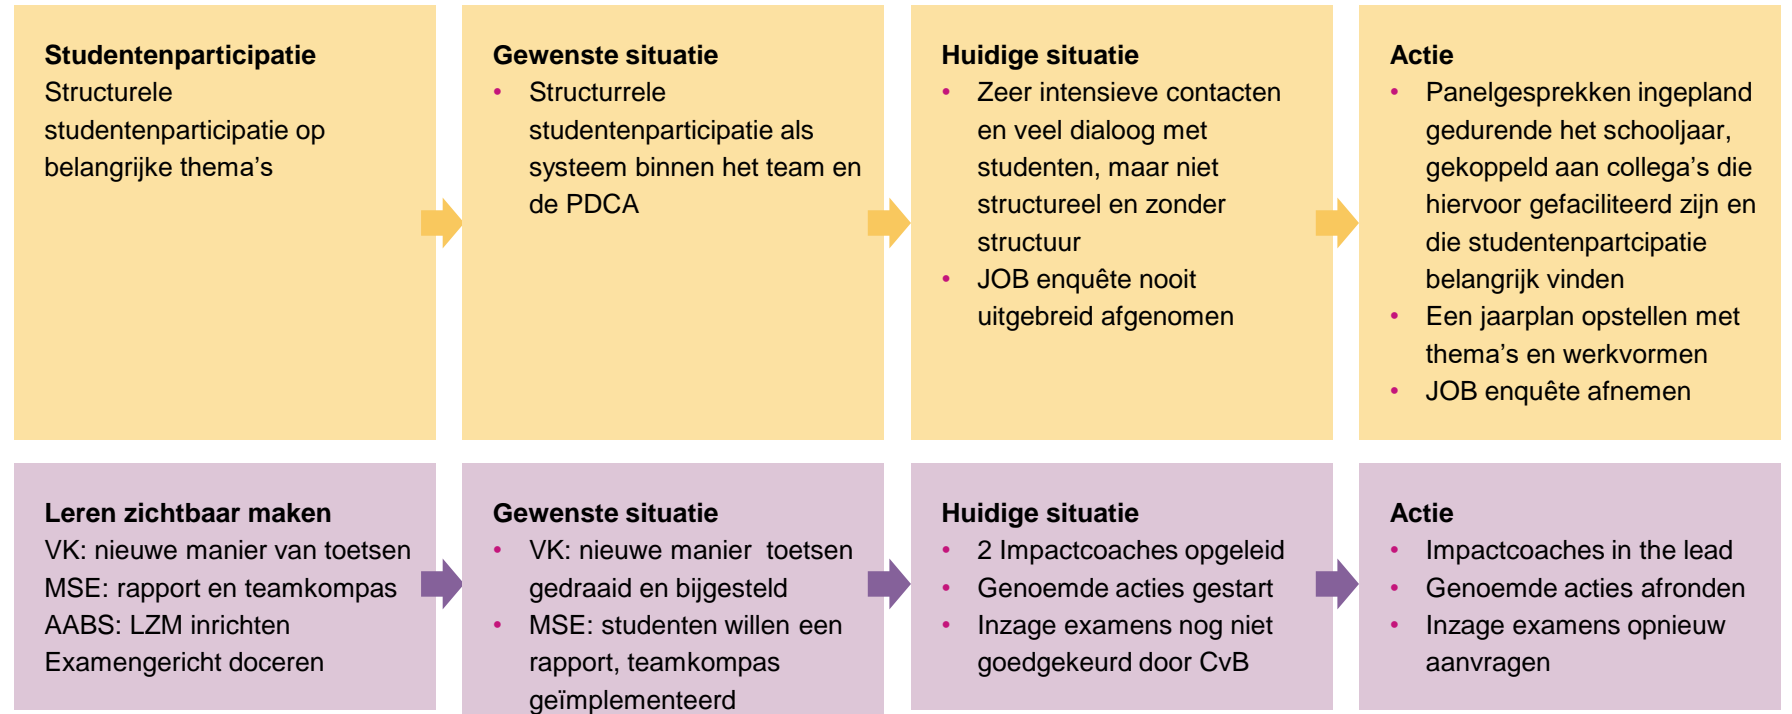 Studentenparticipatie
Structurele
studentenparticipatie op
belangrijke thema's
Gewenste situatie
• Structurrele
studentenparticipatie als
systeem binnen het team en
de PDCA
Huidige situatie
• Zeer intensieve contacten
en veel dialoog met
studenten, maar niet
structureel en zonder
structuur
• JOB enquête nooit
uitgebreid afgenomen
Actie
• Panelgesprekken ingepland
gedurende het schooljaar,
gekoppeld aan collega's die
hiervoor gefaciliteerd zijn en
die studentenpartcipatie
belangrijk vinden
• Een jaarplan opstellen met
thema's en werkvormen
• JOB enquête afnemen
Leren zichtbaar maken
VK: nieuwe manier van toetsen
MSE: rapport en teamkompas
AABS: LZM inrichten
Examengericht doceren
Gewenste situatie
• VK: nieuwe manier toetsen
gedraaid en bijgesteld
• MSE: studenten willen een
rapport, teamkompas
geïmplementeerd
Huidige situatie
• 2 Impactcoaches opgeleid
• Genoemde acties gestart
• Inzage examens nog niet
goedgekeurd door CvB
Actie
• Impactcoaches in the lead
• Genoemde acties afronden
• Inzage examens opnieuw
aanvragen